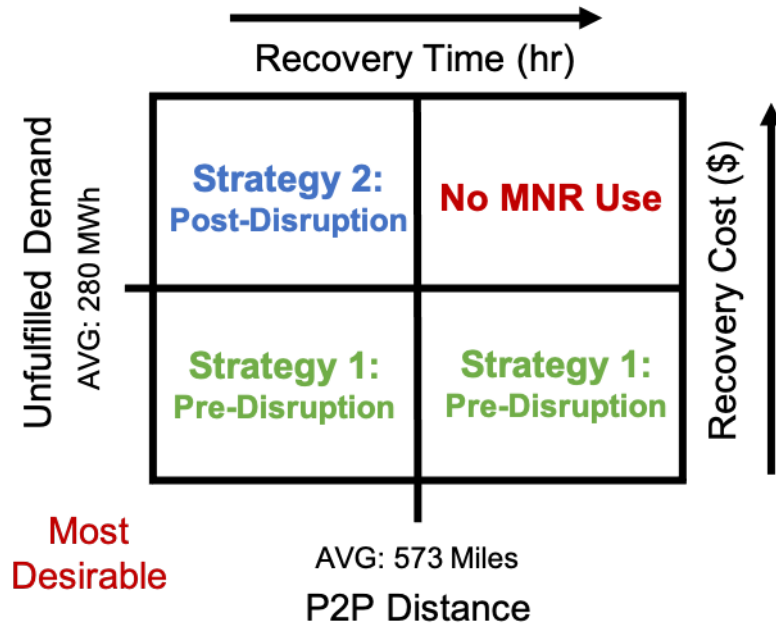 Recovery Time (hr)
Unfulfilled Demand
AVG: 280 MWh
Strategy 2:
Post-Disruption
No MNR Use
Strategy 1:
Pre-Disruption
Strategy 1:
Pre-Disruption
Recovery Cost ($)
Most
Desirable
AVG: 573 Miles
P2P Distance